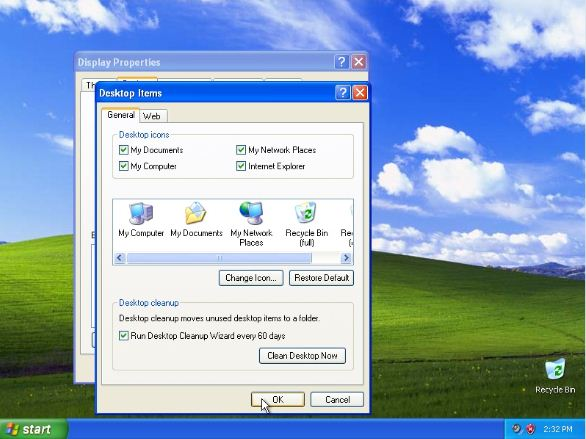 Display Properties
Desktop Items
General Web
Desktop icons
My Documents My Network Places
My Computer Internet Explorer
My Computer My Documents My Network Recycle Bin
Places (full)
Change Icon... Restore Default
Desktop cleanup
Desktop cleanup moves unused desktop items to a folder.
Run Desktop Cleanup Wizard every 60 days
Clean Desktop Now
Recycle Bin
OK Cancel
start 2:32 PM